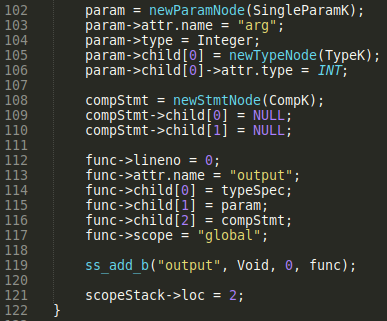 102 param = newParamNode(SingleParamK);
103 param->attr.name = "arg";
104 param->type = Integer;
105 param->child[0] = newTypeNode(TypeK);
106 param->child[0]->attr.type = INT;
107
108 compStmt = newStmtNode(CompK);
109 compStmt->child[0] = NULL;
110 compStmt->child[1] = NULL;
111
112 func->lineno = 0;
113 func->attr.name = "output";
114 func->child[0] = typeSpec;
115 func->child[1] = param;
116 func->child[2] = compStmt;
117 func->scope = "global";
118
119 ss_add_b("output", Void, 0, func);
120
121 scopeStack->loc = 2;
122 }